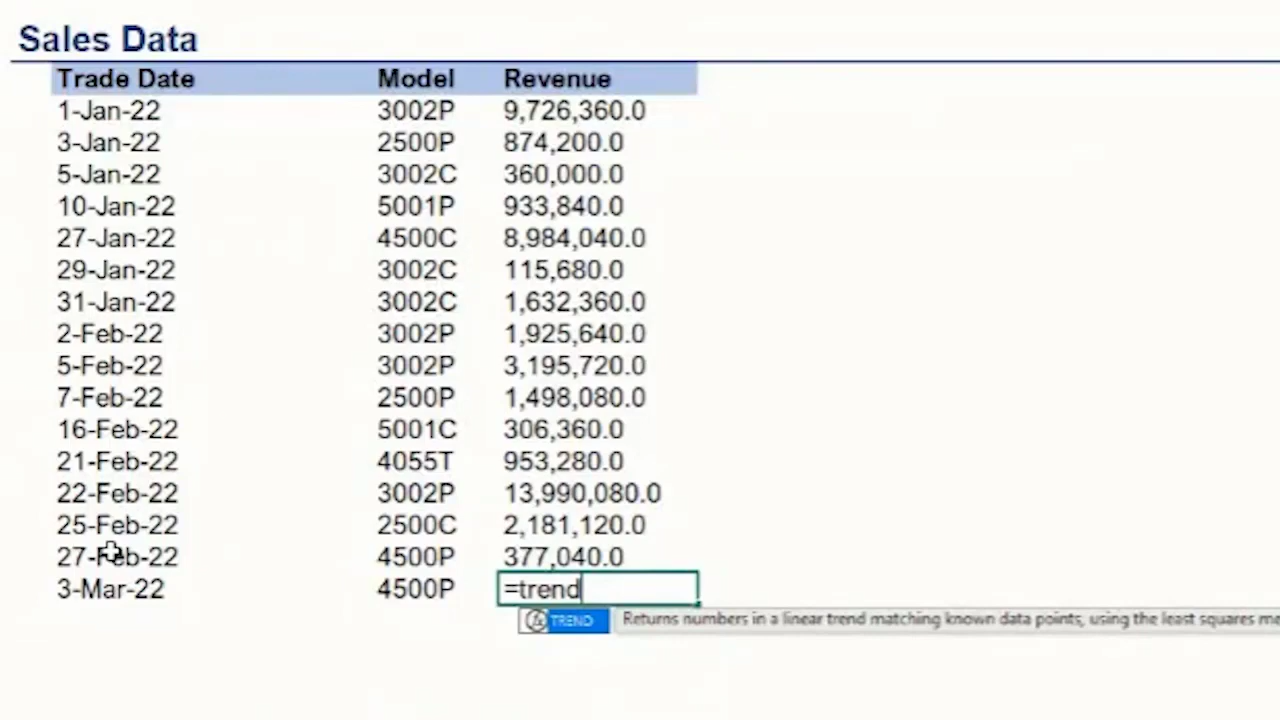 Sales Data
Trade Date Model Revenue
1-Jan-22 3002P 9,726,360.0
3-Jan-22 2500P 874,200.0
5-Jan-22 3002C 360,000.0
10-Jan-22 5001P 933,840.0
27-Jan-22 4500C 8,984,040.0
29-Jan-22 3002C 115,680.0
31-Jan-22 3002C 1,632,360.0
2-Feb-22 3002P 1,925,640.0
5-Feb-22 3002P 3,195,720.0
7-Feb-22 2500P 1,498,080.0
16-Feb-22 5001C 306,360.0
21-Feb-22 4055T 953,280.0
22-Feb-22 3002P 13,990,080.0
25-Feb-22 2500C 2,181,120.0
27-Feb-22 4500P 377,040.0
3-Mar-22 4500P =trend
fx TREND Returns numbers in a linear trend matching known data points, using the least squares me